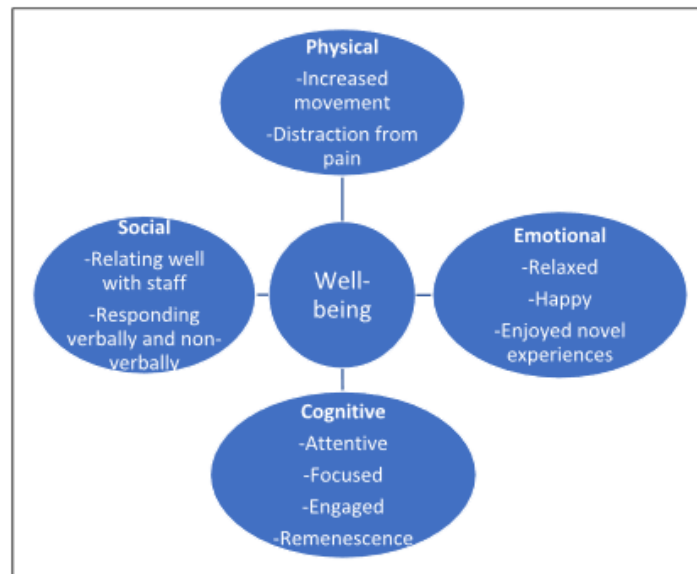 Physical
-Increased
movement
-Distraction from
pain
Social
-Relating well
with staff
-Responding
verbally and non-
verbally
Well-
being
Emotional
-Relaxed
-Happy
-Enjoyed novel
experiences
Cognitive
-Attentive
-Focused
-Engaged
-Remenescence